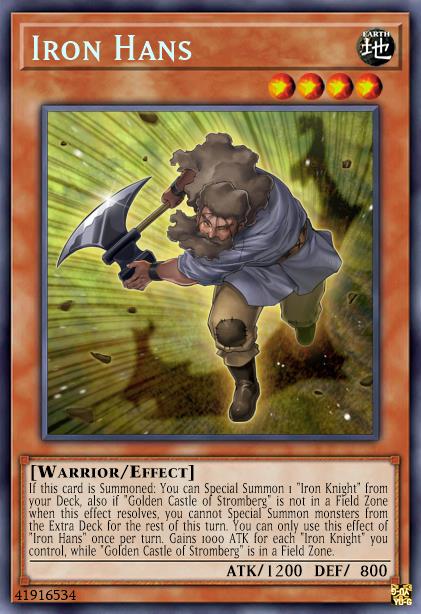 Iron Hans
EARTH
地
[Warrior/Effect]
If this card is Summoned: You can Special Summon 1 "Iron Knight" from
your Deck, also if "Golden Castle of Stromberg" is not in a Field Zone
when this effect resolves, you cannot Special Summon monsters from
the Extra Deck for the rest of this turn. You can only use this effect of
"Iron Hans" once per turn. Gains 1000 ATK for each "Iron Knight" you
control, while "Golden Castle of Stromberg" is in a Field Zone.
ATK/1200 DEF/ 800
41916534